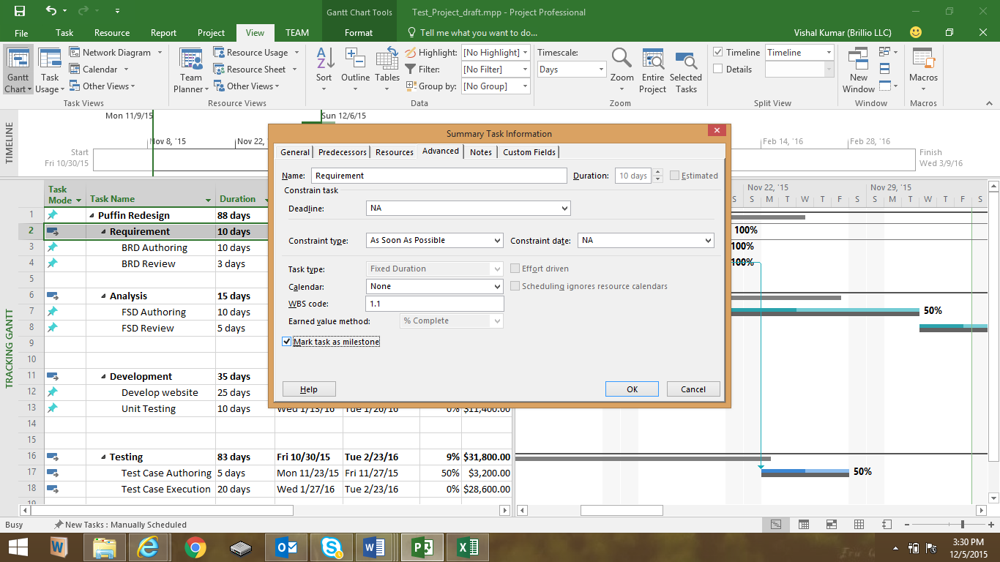 Gantt Chart Tools Test_Project_draft.mpp - Project Professional
File Task Resource Report Project View TEAM Format Tell me what you want to do... Vishal Kumar (Brillio LLC)
Gantt Chart
Task Usage
Network Diagram
Calendar
Other Views
Task Views
Team Planner
Resource Usage
Resource Sheet
Other Views
Resource Views
Sort
Outline
Tables
Highlight: [No Highlight]
Filter: [No Filter]
Group by: [No Group]
Data
Timescale:
Days
Zoom
Entire Project
Selected Tasks
Zoom
Timeline Timeline
Details
Split View
New Window
Window
Macros
Macros
TIMELINE
Mon 11/9/15 Sun 12/6/15
Nov 8, '15 Nov 22, Feb 14, '16 Feb 28, '16
Start
Fri 10/30/15
Finish
Wed 3/9/16
Summary Task Information
General Predecessors Resources Advanced Notes Custom Fields
Name: Requirement Duration: 10 days Estimated
Constrain task
Deadline: NA
Constraint type: As Soon As Possible Constraint date: NA
Task type: Fixed Duration Effort driven
Calendar: None Scheduling ignores resource calendars
WBS code: 1.1
Earned value method: % Complete
Mark task as milestone
Help OK Cancel
TRACKING GANTT
Task Mode Task Name Duration
Nov 22, '15 Nov 29, '15
S S M T W T F S S M T W T F S
1 Puffin Redesign 88 days
2 Requirement 10 days 100%
3 BRD Authoring 10 days 100%
4 BRD Review 3 days 100%
5
6 Analysis 15 days
7 FSD Authoring 10 days 50%
8 FSD Review 5 days
9
10
11 Development 35 days
12 Develop website 25 days
13 Unit Testing 10 days Wed 1/13/16 Tue 1/26/16 0% $11,400.00
14
15
16 Testing 83 days Fri 10/30/15 Tue 2/23/16 9% $31,800.00
17 Test Case Authoring 5 days Mon 11/23/15 Fri 11/27/15 50% $3,200.00 50%
18 Test Case Execution 20 days Wed 1/27/16 Tue 2/23/16 0% $28,600.00
19
Busy New Tasks : Manually Scheduled
3:30 PM
12/5/2015